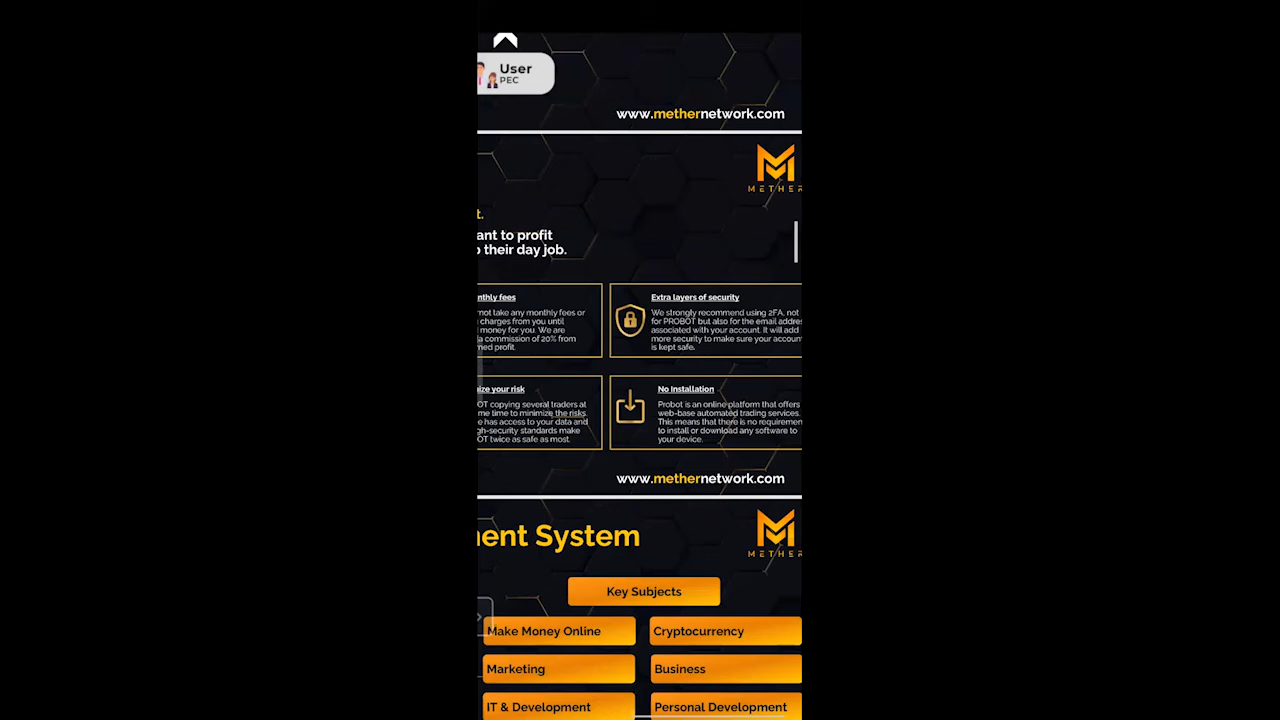 User
PEC
www.methernetwork.com
METHER
t.
ant to profit
their day job.
nthly fees
not take any monthly fees or
charges from you until
money for you. We are
a commission of 20% from
ned profit.
Extra layers of security
We strongly recommend using 2FA, not
for PROBOT but also for the email addre
associated with your account. It will add
more security to make sure your accoun
is kept safe.
ize your risk
OT copying several traders at
me time to minimize the risks.
e has access to your data and
gh-security standards make
OT twice as safe as most.
No Installation
Probot is an online platform that offers
web-base automated trading services.
This means that there is no requiremen
to install or download any software to
your device.
www.methernetwork.com
ent System
METHER
Key Subjects
Make Money Online
Cryptocurrency
Marketing
Business
IT & Development
Personal Development